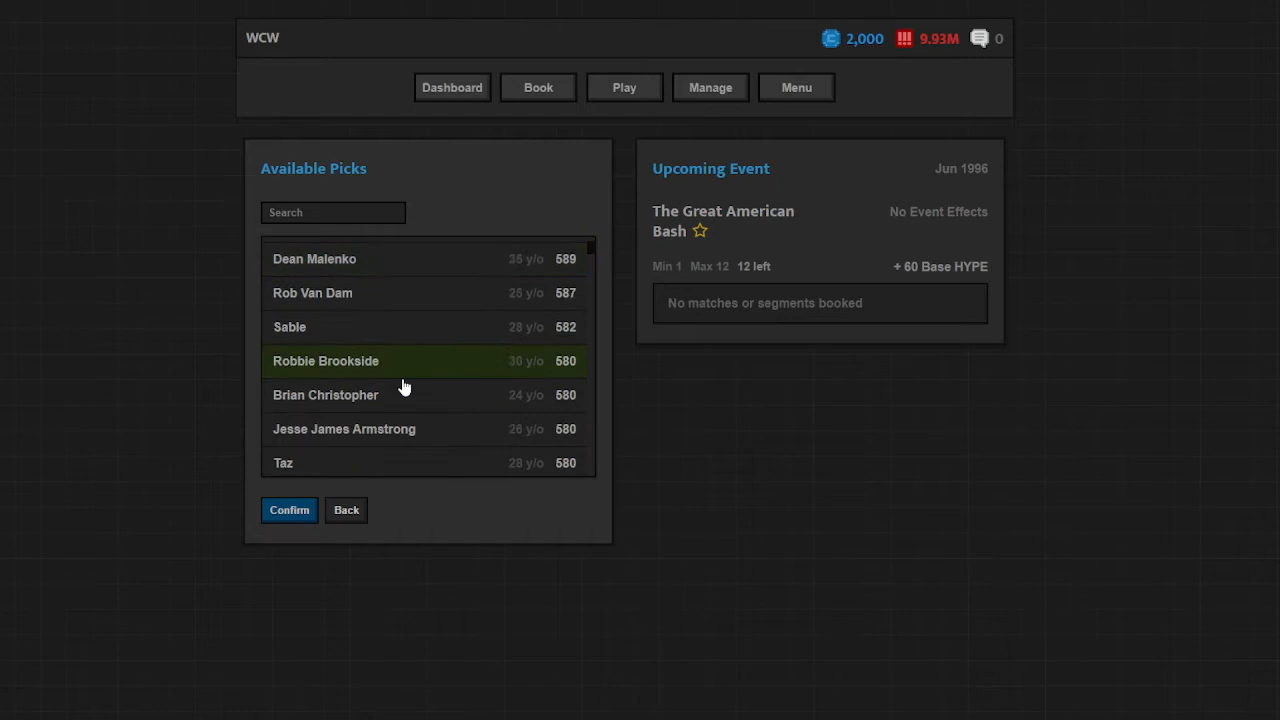 WCW
2,000
9.93M
0
Dashboard
Book
Play
Manage
Menu
Available Picks
Search
Dean Malenko 35 y/o 589
Rob Van Dam 25 y/o 587
Sable 28 y/o 582
Robbie Brookside 30 y/o 580
Brian Christopher 24 y/o 580
Jesse James Armstrong 26 y/o 580
Taz 28 y/o 580
Confirm
Back
Upcoming Event
Jun 1996
The Great American
Bash
No Event Effects
Min 1 Max 12 12 left
+ 60 Base HYPE
No matches or segments booked